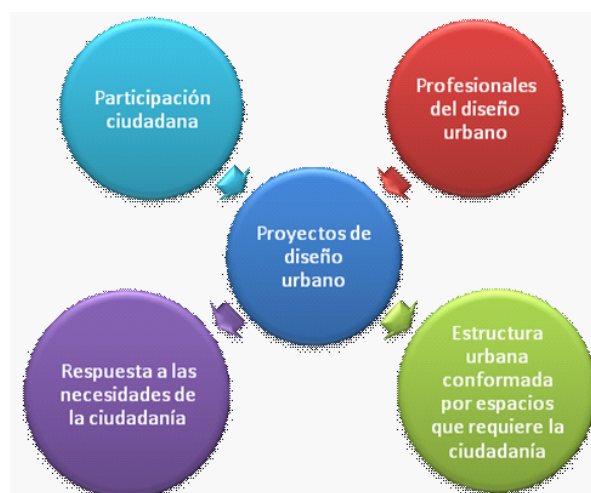 Participación
ciudadana
Profesionales
del diseño
urbano
Proyectos de
diseño
urbano
Respuesta a las
necesidades de
la ciudadanía
Estructura
urbana
conformada
por espacios
que requiere la
ciudadanía